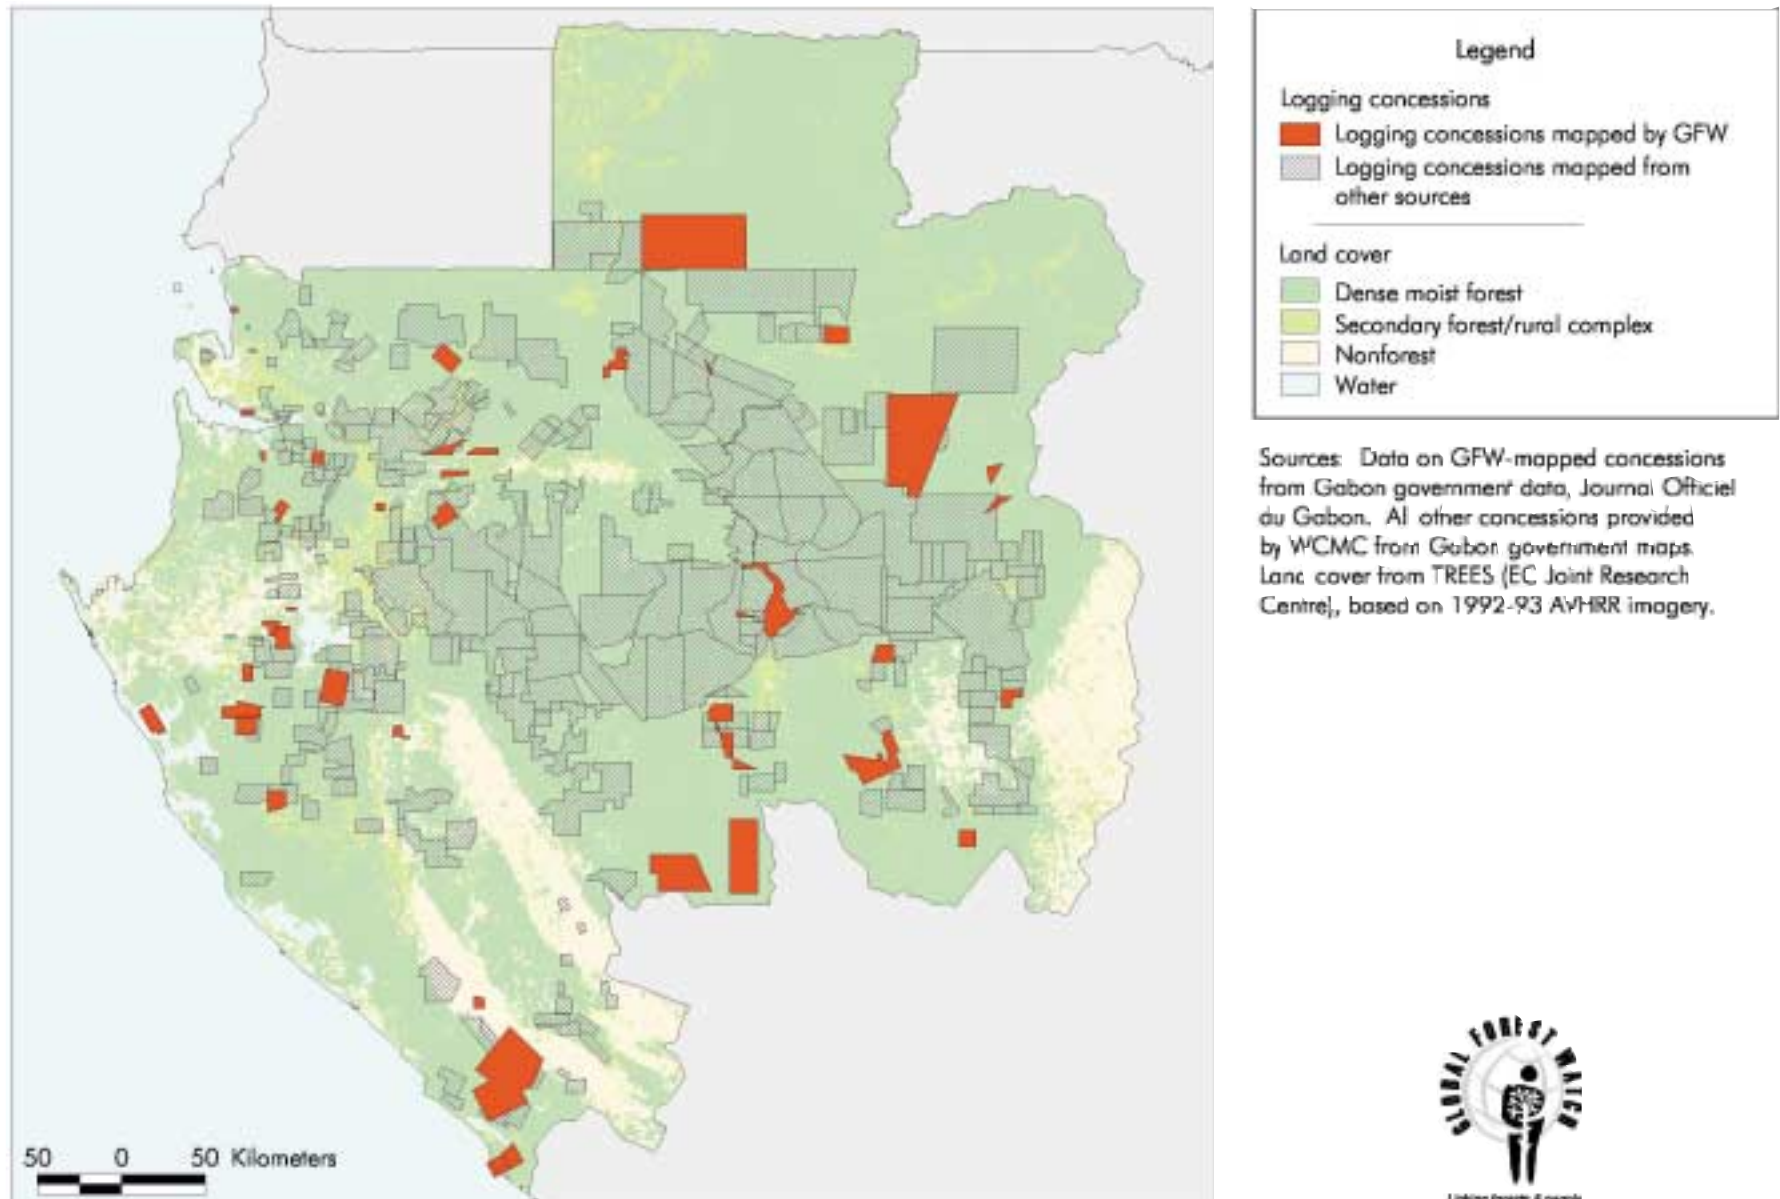 Legend
Logging concessions
Logging concessions mapped by GFW
Logging concessions mapped from
other sources
Land cover
Dense moist forest
Secondary forest/rural complex
Nonforest
Water
Sources: Data on GFW-mapped concessions
from Gabon government data, Journal Officiel
du Gabon. All other concessions provided
by WCMC from Gabon government maps.
Land cover from TREES (EC Joint Research
Centre), based on 1992-93 AVHRR imagery.
GLOBAL FOREST WATCH
50 0 50 Kilometers